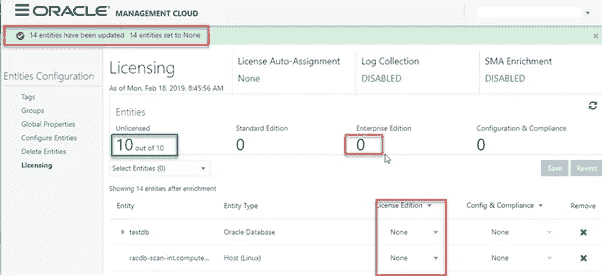 ORACLE MANAGEMENT CLOUD
14 entities have been updated 14 entities set to None
Entities Configuration
Tags
Groups
Global Properties
Configure Entities
Delete Entities
Licensing
Licensing
As of Mon, Feb 18, 2019, 8:45:56 AM
License Auto-Assignment
None
Log Collection
DISABLED
SMA Enrichment
DISABLED
Entities
Unlicensed
10 out of 10
Standard Edition
0
Enterprise Edition
0
Configuration & Compliance
0
Select Entities (0)
Save Revert
Showing 14 entities after enrichment
Entity Entity Type License Edition Config & Compliance Remove
testdb Oracle Database None None
racdb-scan-int.compute... Host (Linux) None None